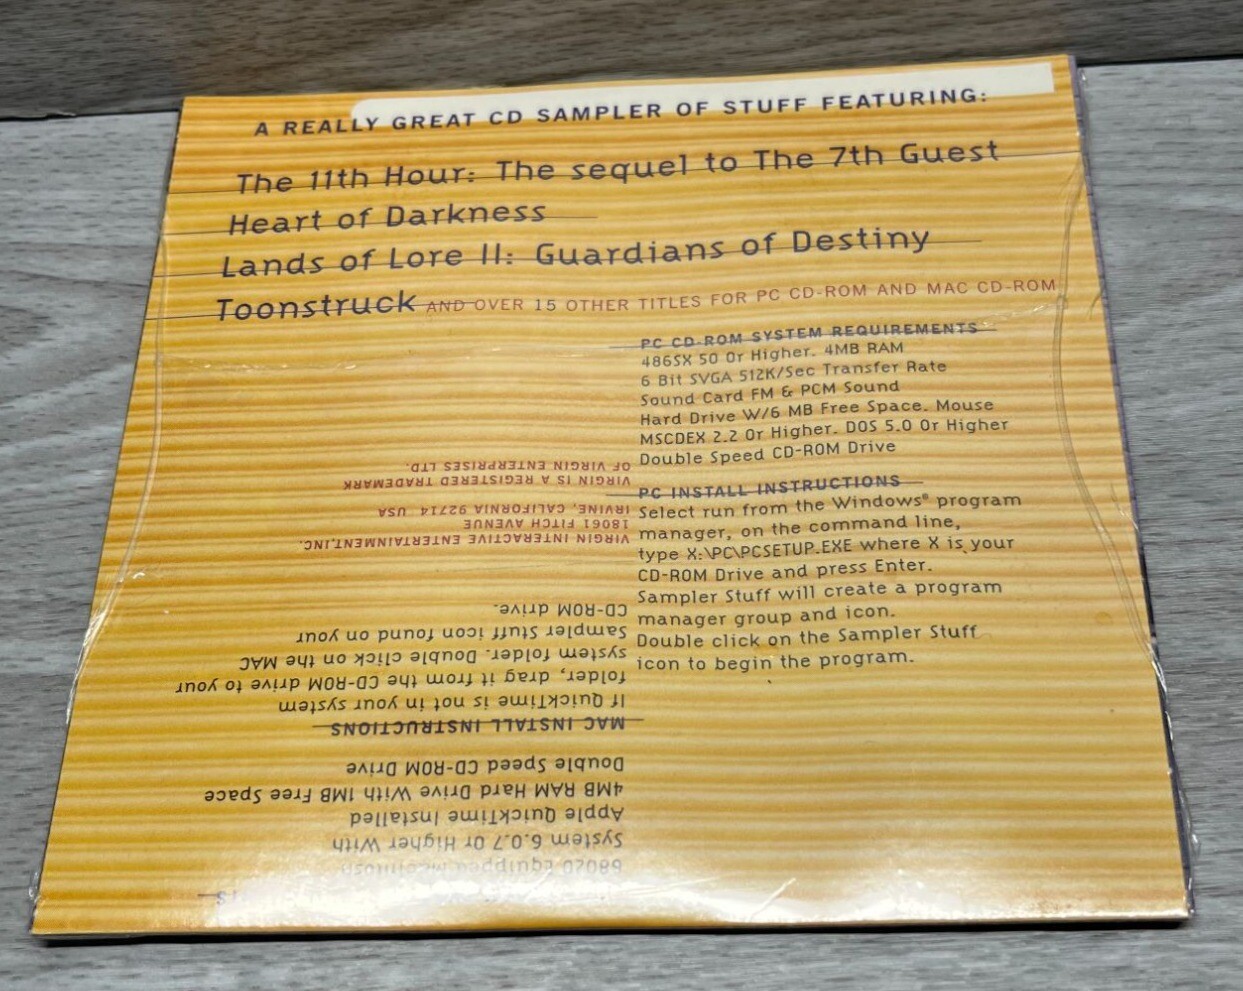 A REALLY GREAT CD SAMPLER OF STUFF FEATURING:
The 11th Hour: The sequel to The 7th Guest
Heart of Darkness
Lands of Lore II: Guardians of Destiny
Toonstruck AND OVER 15 OTHER TITLES FOR PC CD-ROM AND MAC CD-ROM
PC CD-ROM SYSTEM REQUIREMENTS
486SX 50 Or Higher. 4MB RAM
6 Bit SVGA 512K/Sec Transfer Rate
Sound Card FM & PCM Sound
Hard Drive W/6 MB Free Space. Mouse
MSCDEX 2.2 Or Higher. DOS 5.0 Or Higher
Double Speed CD-ROM Drive
PC INSTALL INSTRUCTIONS
Select run from the Windows® program
manager, on the command line,
type X:\PC\PCSETUP.EXE where X is your
CD-ROM Drive and press Enter.
Sampler Stuff will create a program
manager group and icon.
Double click on the Sampler Stuff
icon to begin the program.
68020 Equipped Macintosh
System 6.0.7 Or Higher With
Apple QuickTime Installed
4MB RAM Hard Drive With 1MB Free Space
Double Speed CD-ROM Drive
MAC INSTALL INSTRUCTIONS
If QuickTime is not in your system
folder, drag it from the CD-ROM drive to your
system folder. Double click on the MAC
Sampler Stuff icon found on your
CD-ROM drive.
VIRGIN INTERACTIVE ENTERTAINMENT,INC.
18061 FITCH AVENUE
IRVINE, CALIFORNIA 92714 USA
VIRGIN IS A REGISTERED TRADEMARK
OF VIRGIN ENTERPRISES LTD.